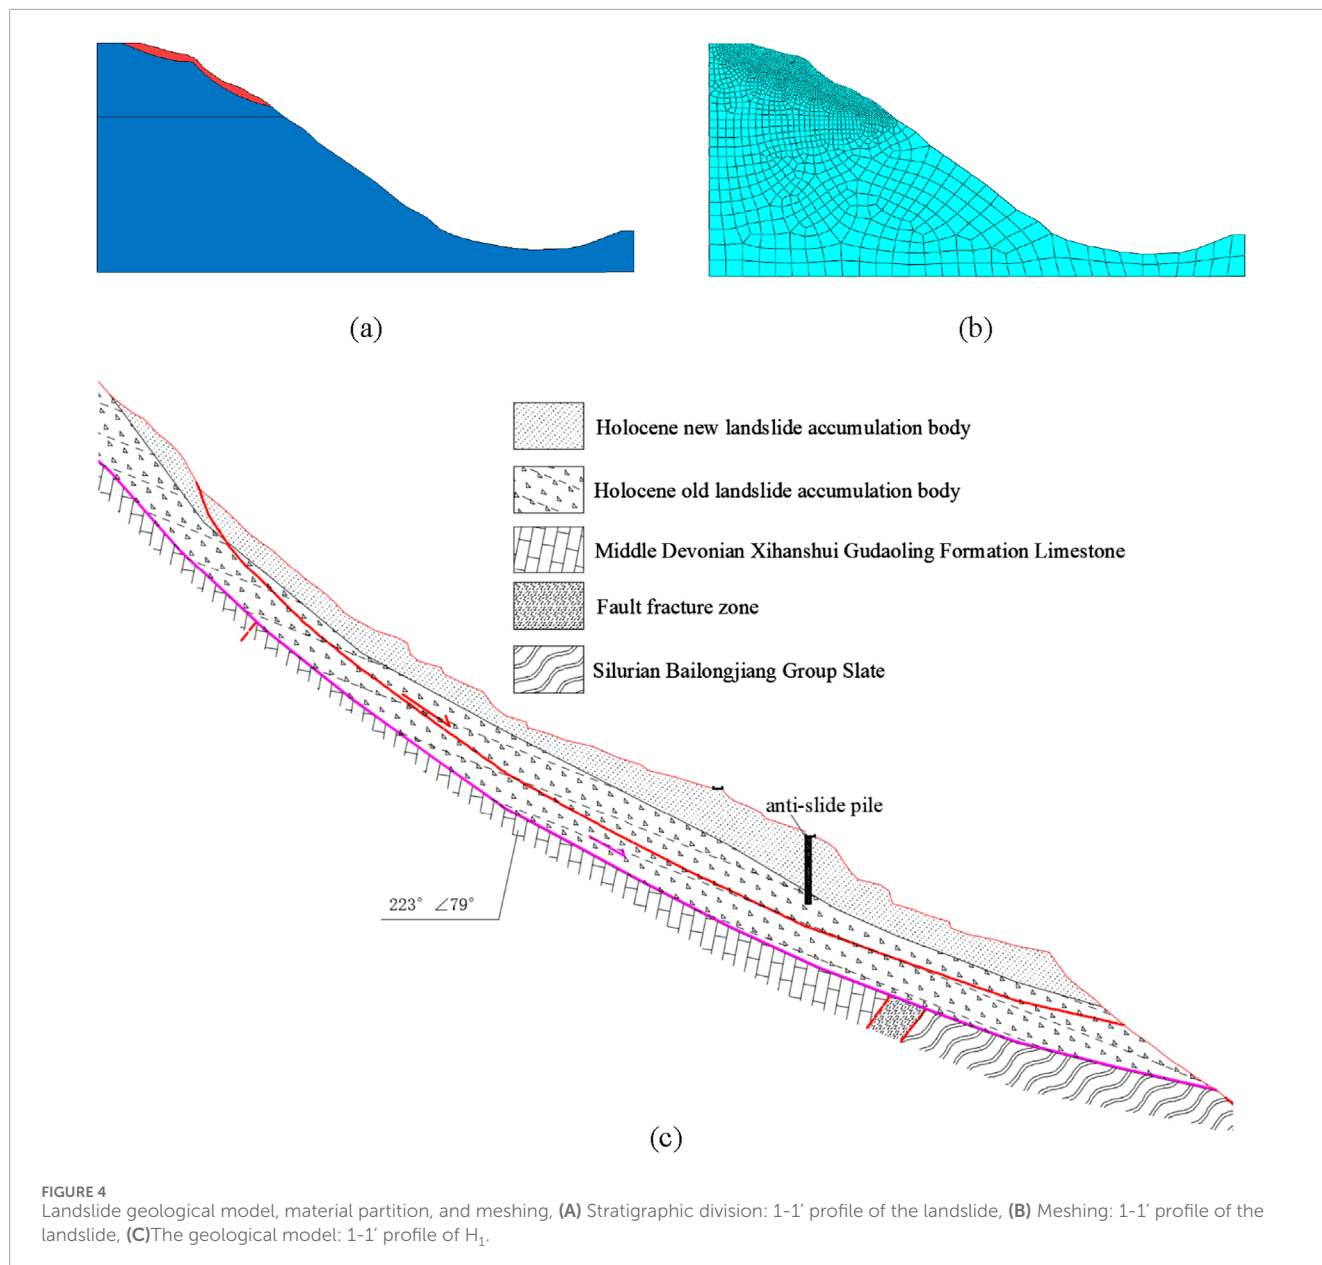 (a)
(b)
Holocene new landslide accumulation body
Holocene old landslide accumulation body
Middle Devonian Xihanshui Gudaoling Formation Limestone
Fault fracture zone
Silurian Bailongjiang Group Slate
anti-slide pile
223° ∠79°
(c)
FIGURE 4
Landslide geological model, material partition, and meshing, (A) Stratigraphic division: 1-1′ profile of the landslide, (B) Meshing: 1-1′ profile of the
landslide, (C)The geological model: 1-1′ profile of H₁.